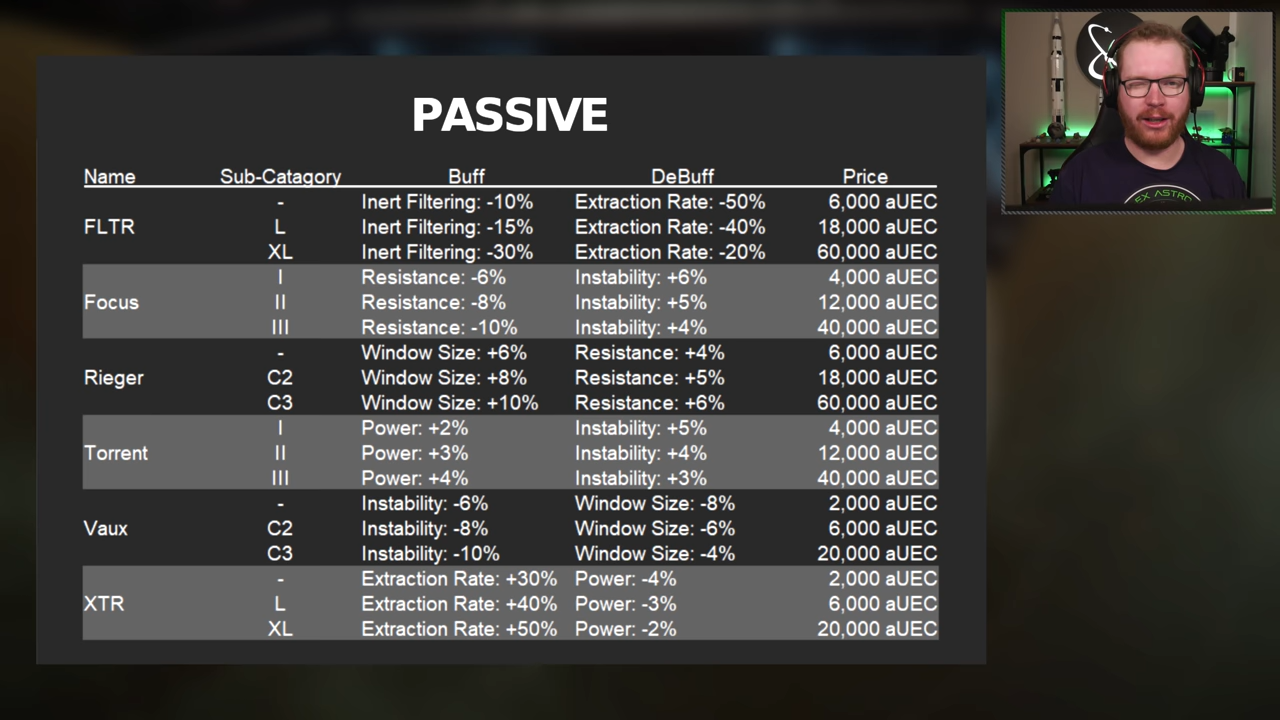 PASSIVE
Name Sub-Catagory Buff DeBuff Price
- Inert Filtering: -10% Extraction Rate: -50% 6,000 aUEC
FLTR L Inert Filtering: -15% Extraction Rate: -40% 18,000 aUEC
XL Inert Filtering: -30% Extraction Rate: -20% 60,000 aUEC
I Resistance: -6% Instability: +6% 4,000 aUEC
Focus II Resistance: -8% Instability: +5% 12,000 aUEC
III Resistance: -10% Instability: +4% 40,000 aUEC
- Window Size: +6% Resistance: +4% 6,000 aUEC
Rieger C2 Window Size: +8% Resistance: +5% 18,000 aUEC
C3 Window Size: +10% Resistance: +6% 60,000 aUEC
I Power: +2% Instability: +5% 4,000 aUEC
Torrent II Power: +3% Instability: +4% 12,000 aUEC
III Power: +4% Instability: +3% 40,000 aUEC
- Instability: -6% Window Size: -8% 2,000 aUEC
Vaux C2 Instability: -8% Window Size: -6% 6,000 aUEC
C3 Instability: -10% Window Size: -4% 20,000 aUEC
- Extraction Rate: +30% Power: -4% 2,000 aUEC
XTR L Extraction Rate: +40% Power: -3% 6,000 aUEC
XL Extraction Rate: +50% Power: -2% 20,000 aUEC
EX ASTRO